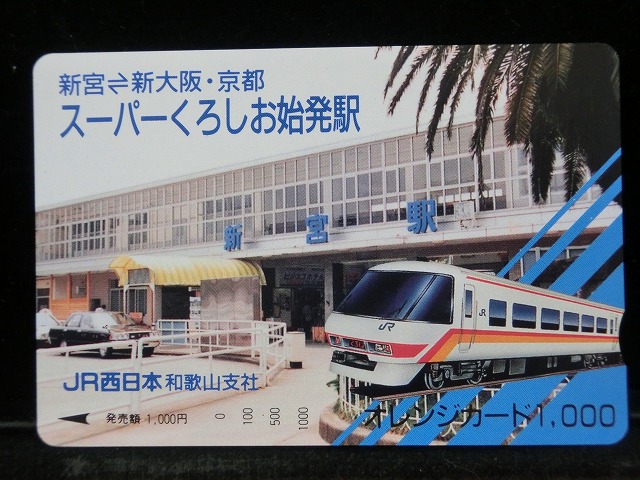 新宮⇌新大阪・京都
スーパーくろしお始発駅
新宮駅
JR
JR
JR西日本 和歌山支社
発売額 1,000円
0 100 500 1000
オレンジカード1,000